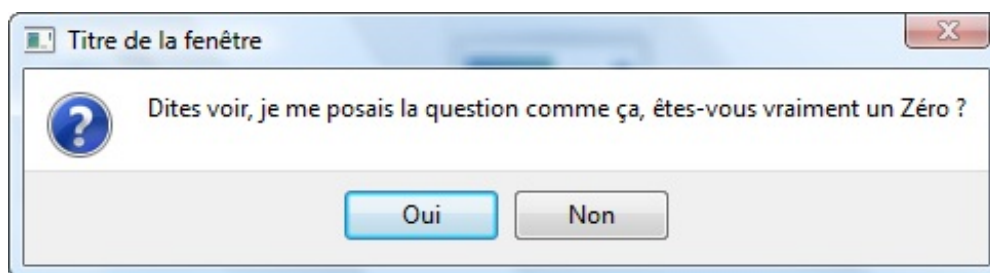 Titre de la fenêtre
Dites voir, je me posais la question comme ça, êtes-vous vraiment un Zéro ?
Oui Non